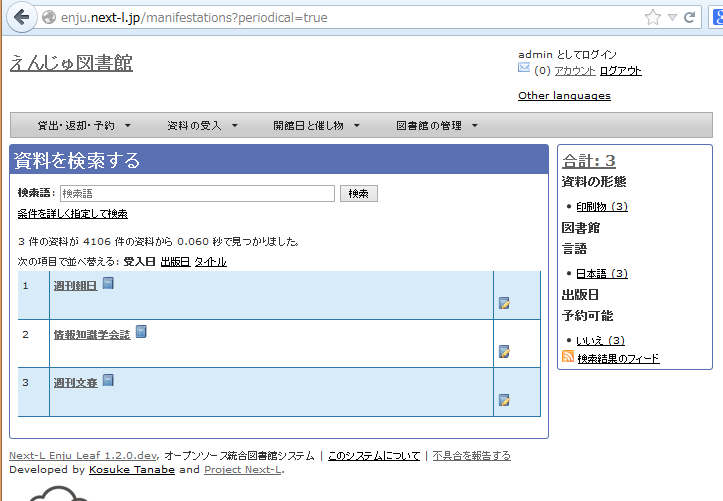 enju.next-l.jp/manifestations?periodical=true
えんじゅ図書館
admin としてログイン
(0) アカウント ログアウト
Other languages
貸出・返却・予約 ▼ 資料の受入 ▼ 開館日と催し物 ▼ 図書館の管理 ▼
資料を検索する
検索語: 検索語 検索
条件を詳しく指定して検索
3 件の資料が 4106 件の資料から 0.060 秒で見つかりました。
次の項目で並べ替える: 受入日 出版日 タイトル
1 週刊朝日
2 情報知識学会誌
3 週刊文春
合計: 3
資料の形態
• 印刷物 (3)
図書館
言語
• 日本語 (3)
出版日
予約可能
• いいえ (3)
検索結果のフィード
Next-L Enju Leaf 1.2.0.dev, オープンソース統合図書館システム | このシステムについて | 不具合を報告する
Developed by Kosuke Tanabe and Project Next-L.